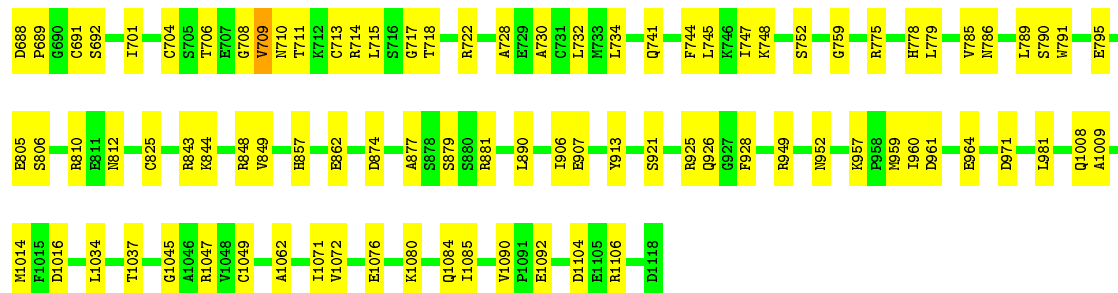 D688 P689 G690 C691 S692 I701 C704 S705 T706 E707 G708 V709 N710 T711 K712 C713 R714 L715 S716 G717 T718 R722 A728 E729 A730 C731 L732 M733 L734 Q741 F744 L745 K746 I747 K748 S752 G759 R775 H778 L779 V785 N786 L789 S790 W791 E795
E805 S806 R810 E811 N812 C825 R843 K844 R848 V849 H857 E862 D874 A877 S878 S879 S880 R881 L890 I906 E907 Y913 S921 R925 Q926 G927 F928 R949 N952 K957 P958 M959 I960 D961 E964 D971 L981 Q1008 A1009
M1014 F1015 D1016 L1034 T1037 G1045 A1046 R1047 V1048 C1049 A1062 I1071 V1072 E1076 K1080 Q1084 I1085 V1090 P1091 E1092 D1104 E1105 R1106 D1118